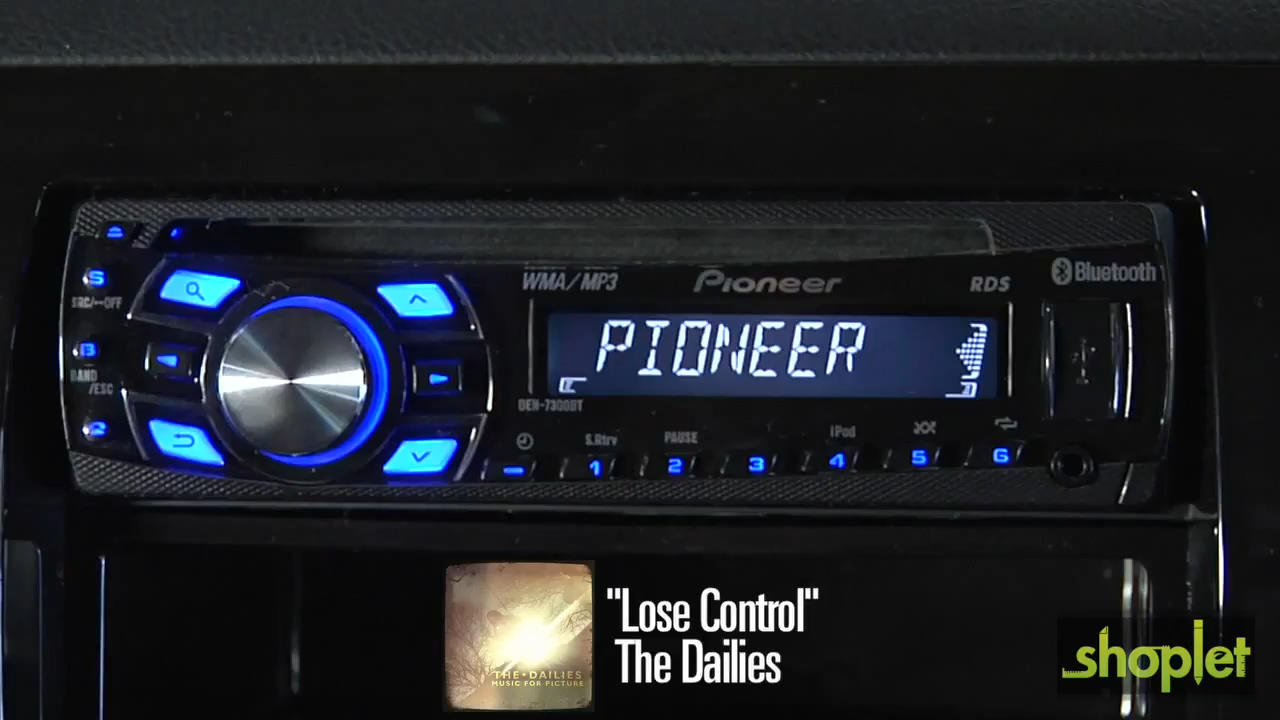 S
SRC/--OFF
B
BAND
/ESC
WMA/MP3
Pioneer
RDS
Bluetooth
PIONEER
DEH-7300BT
S.Rtrv
PAUSE
iPod
1
2
3
4
5
6
THE·DAILIES
MUSIC FOR PICTURE
"Lose Control"
The Dailies
shoplet